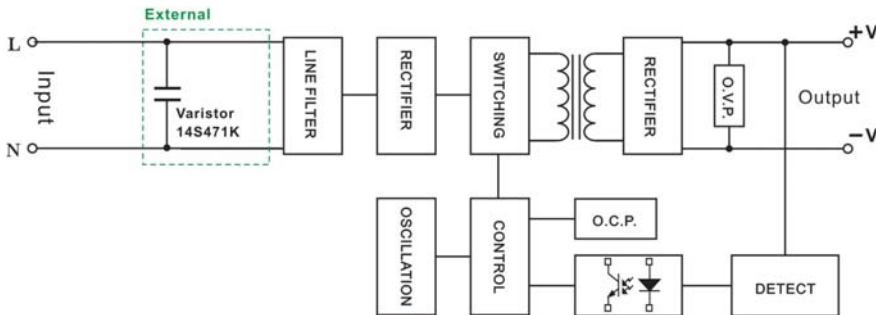 External
L
+V
Input
Varistor
14S471K
LINE FILTER
RECTIFIER
SWITCHING
RECTIFIER
O.V.P.
Output
N
−V
OSCILLATION
CONTROL
O.C.P.
DETECT